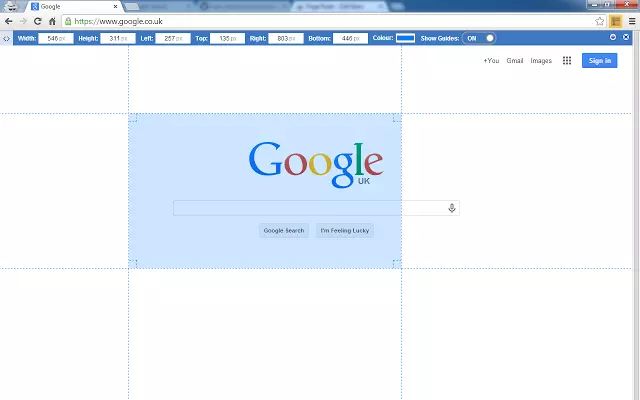 Google
https://www.google.co.uk
Width: 546 px Height: 311 px Left: 257 px Top: 135 px Right: 803 px Bottom: 446 px Colour: Show Guides: ON
+You Gmail Images Sign in
Google
UK
Google Search I'm Feeling Lucky